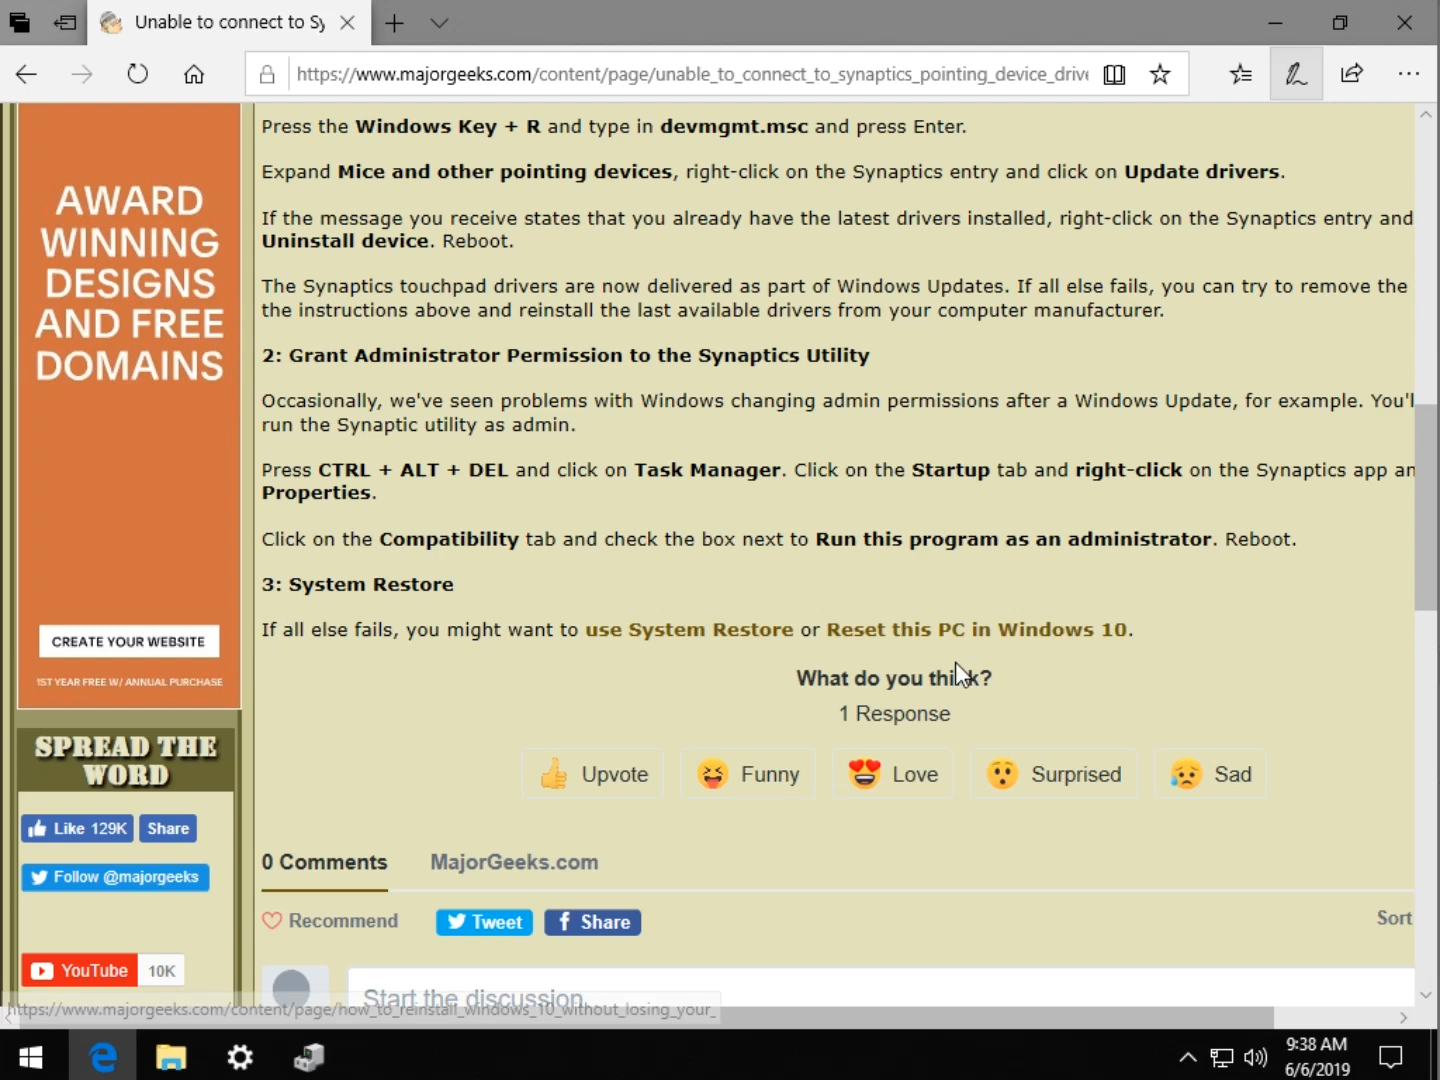 Unable to connect to Sy
https://www.majorgeeks.com/content/page/unable_to_connect_to_synaptics_pointing_device_drive
Press the Windows Key + R and type in devmgmt.msc and press Enter.
Expand Mice and other pointing devices, right-click on the Synaptics entry and click on Update drivers.
If the message you receive states that you already have the latest drivers installed, right-click on the Synaptics entry and
Uninstall device. Reboot.
The Synaptics touchpad drivers are now delivered as part of Windows Updates. If all else fails, you can try to remove the
the instructions above and reinstall the last available drivers from your computer manufacturer.
2: Grant Administrator Permission to the Synaptics Utility
Occasionally, we've seen problems with Windows changing admin permissions after a Windows Update, for example. You'l
run the Synaptic utility as admin.
Press CTRL + ALT + DEL and click on Task Manager. Click on the Startup tab and right-click on the Synaptics app an
Properties.
Click on the Compatibility tab and check the box next to Run this program as an administrator. Reboot.
3: System Restore
If all else fails, you might want to use System Restore or Reset this PC in Windows 10.
What do you think?
1 Response
Upvote Funny Love Surprised Sad
0 Comments MajorGeeks.com
Recommend Tweet Share Sort
Start the discussion
AWARD
WINNING
DESIGNS
AND FREE
DOMAINS
CREATE YOUR WEBSITE
1ST YEAR FREE W/ ANNUAL PURCHASE
SPREAD THE
WORD
Like 129K Share
Follow @majorgeeks
YouTube 10K
https://www.majorgeeks.com/content/page/how_to_reinstall_windows_10_without_losing_your_
9:38 AM
6/6/2019